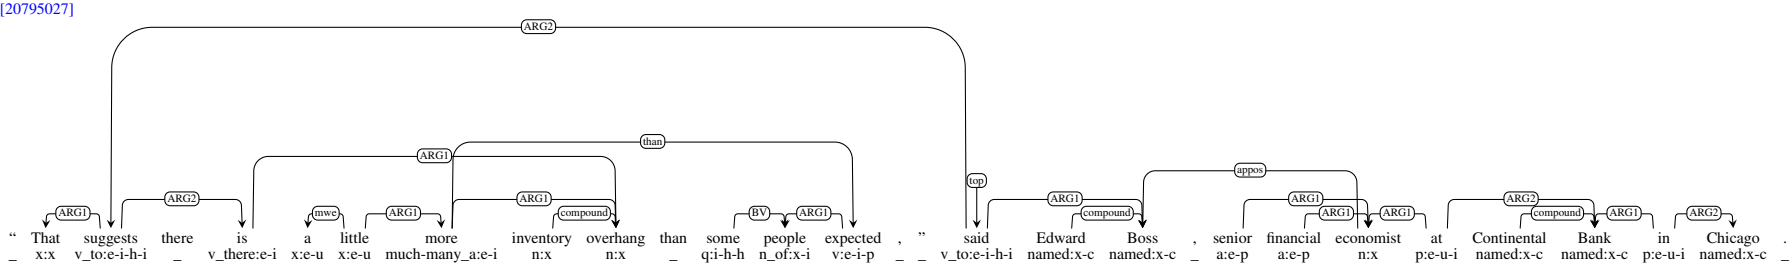 [20795027]
ARG2
than
ARG1
appos
top
ARG2 ARG1 ARG1 ARG1 ARG2
ARG1 mwe ARG1 compound BV ARG1 compound ARG1 ARG1 compound ARG1 ARG2
“ That suggests there is a little more inventory overhang than some people expected , ” said Edward Boss , senior financial economist at Continental Bank in Chicago .
_ x:x v_to:e-i-h-i _ v_there:e-i x:e-u x:e-u much-many_a:e-i n:x n:x _ q:i-h-h n_of:x-i v:e-i-p _ _ v_to:e-i-h-i named:x-c named:x-c _ a:e-p a:e-p n:x p:e-u-i named:x-c named:x-c p:e-u-i named:x-c _